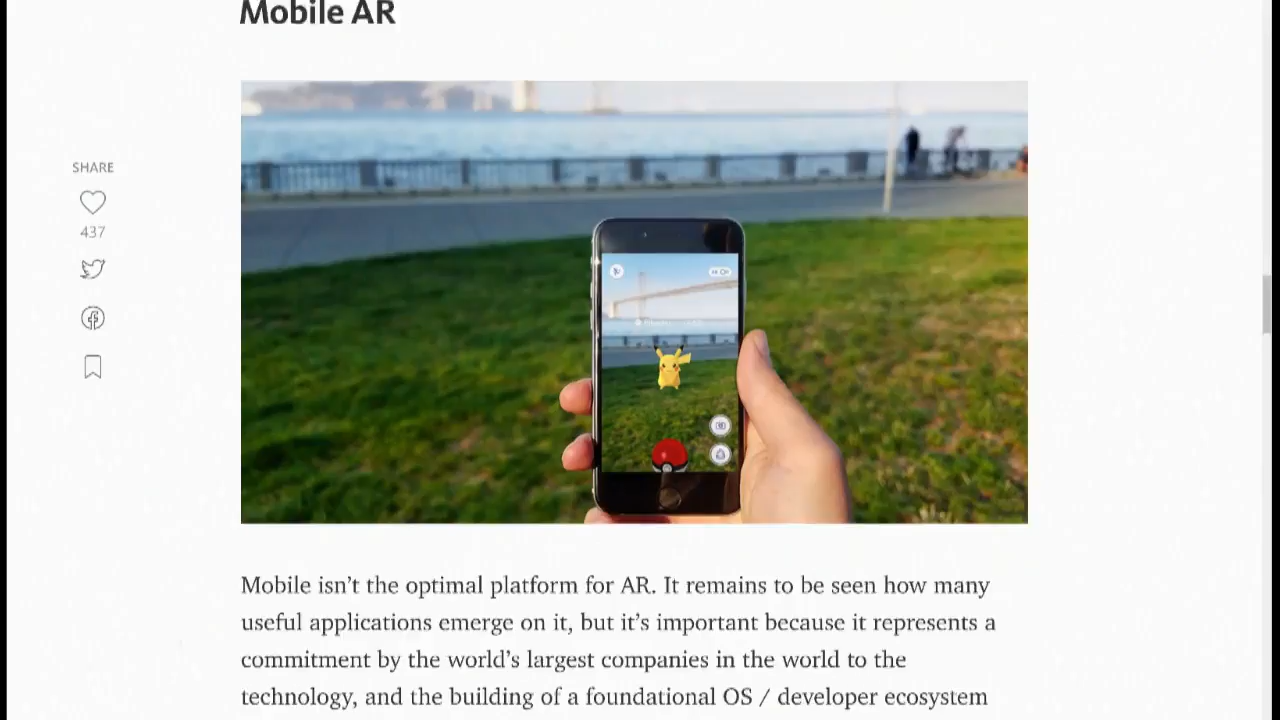 Mobile AR
SHARE
437
Mobile isn't the optimal platform for AR. It remains to be seen how many
useful applications emerge on it, but it's important because it represents a
commitment by the world's largest companies in the world to the
technology, and the building of a foundational OS / developer ecosystem